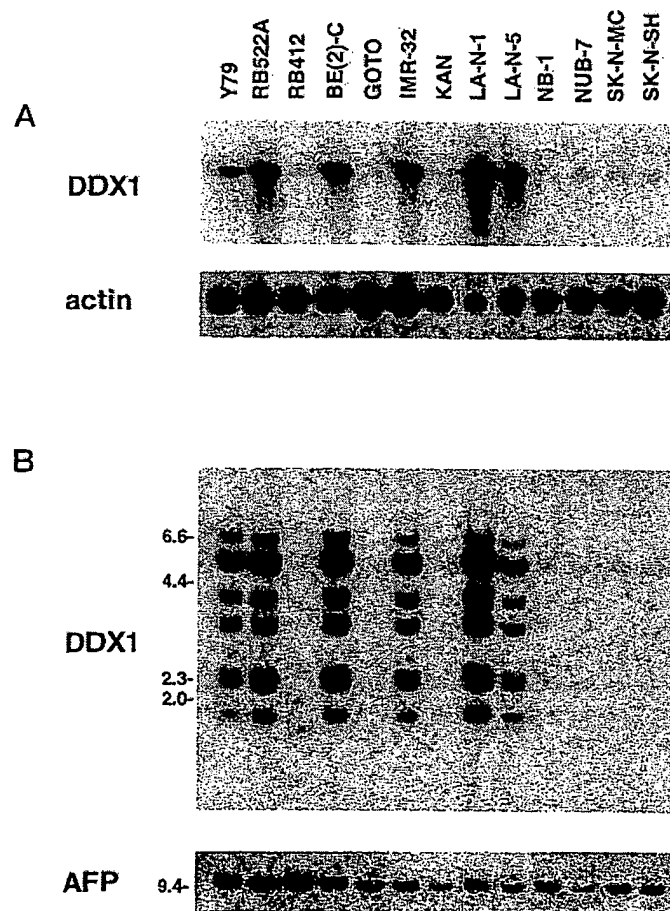 Y79 RB522A RB412 BE(2)-C GOTO IMR-32 KAN LA-N-1 LA-N-5 NB-1 NUB-7 SK-N-MC SK-N-SH
A
DDX1
actin
B
6.6-
4.4-
DDX1
2.3-
2.0-
AFP 9.4-